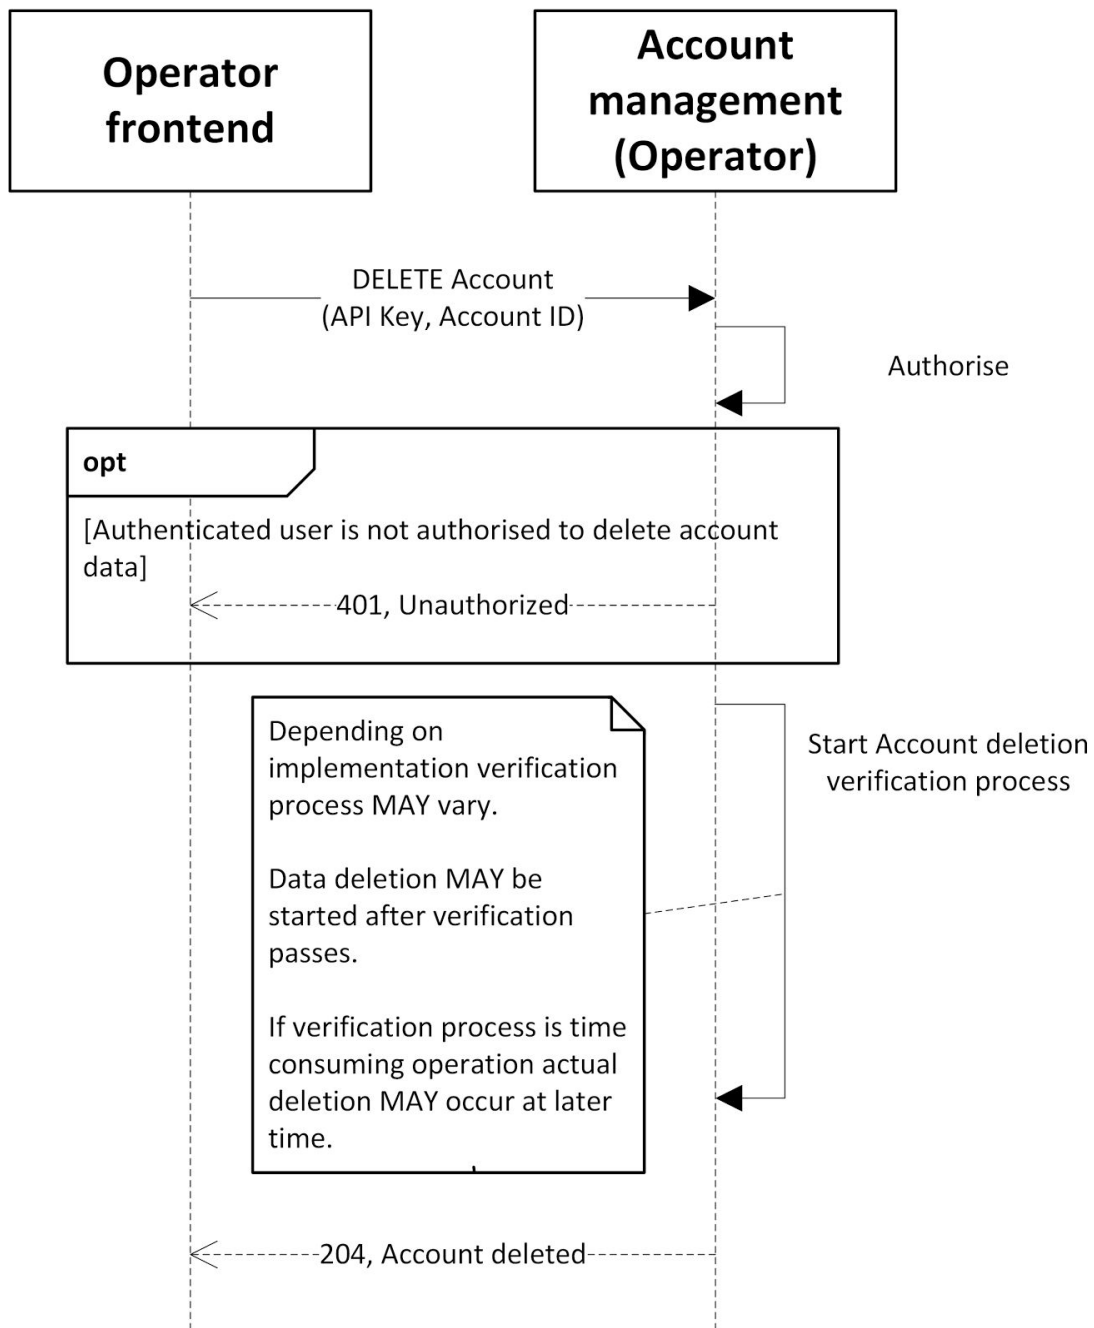 Operator
frontend
Account
management
(Operator)
DELETE Account
(API Key, Account ID)
Authorise
opt
[Authenticated user is not authorised to delete account
data]
401, Unauthorized
Depending on
implementation verification
process MAY vary.
Data deletion MAY be
started after verification
passes.
If verification process is time
consuming operation actual
deletion MAY occur at later
time.
Start Account deletion
verification process
204, Account deleted